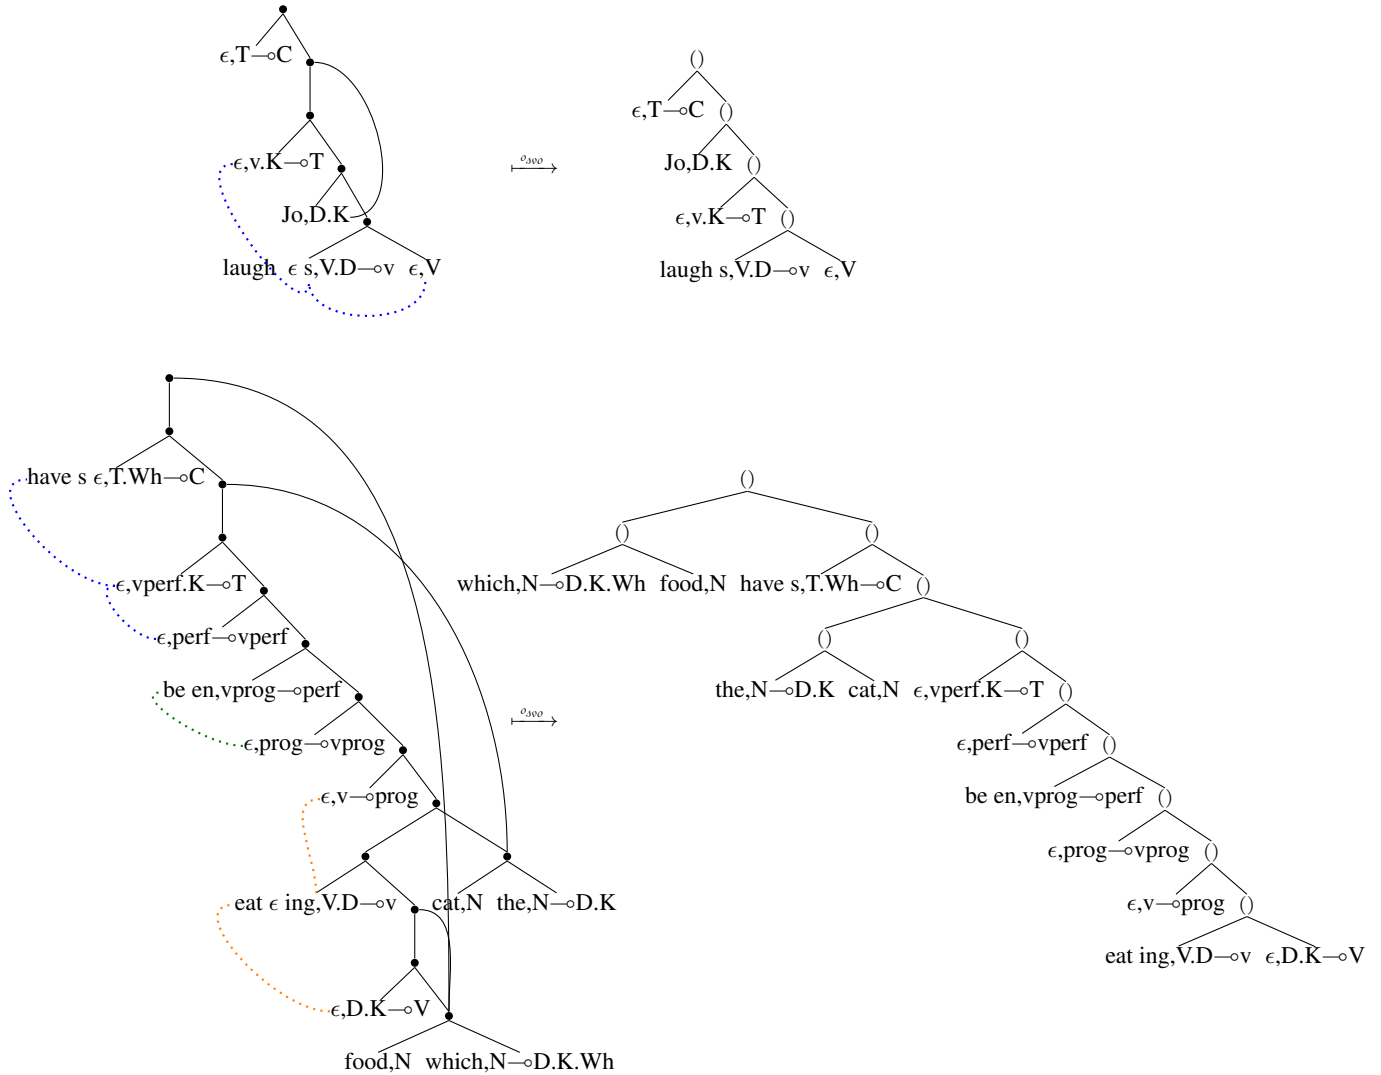 ϵ,T⊸C
ϵ,v.K⊸T
Jo,D.K
laugh ϵ s,V.D⊸v ϵ,V
o_svo
⟼
()
ϵ,T⊸C ()
Jo,D.K ()
ϵ,v.K⊸T ()
laugh s,V.D⊸v ϵ,V
have s ϵ,T.Wh⊸C
ϵ,vperf.K⊸T
ϵ,perf⊸vperf
be en,vprog⊸perf
ϵ,prog⊸vprog
ϵ,v⊸prog
eat ϵ ing,V.D⊸v cat,N the,N⊸D.K
ϵ,D.K⊸V
food,N which,N⊸D.K.Wh
o_svo
⟼
()
() ()
which,N⊸D.K.Wh food,N have s,T.Wh⊸C ()
() ()
the,N⊸D.K cat,N ϵ,vperf.K⊸T ()
ϵ,perf⊸vperf ()
be en,vprog⊸perf ()
ϵ,prog⊸vprog ()
ϵ,v⊸prog ()
eat ing,V.D⊸v ϵ,D.K⊸V